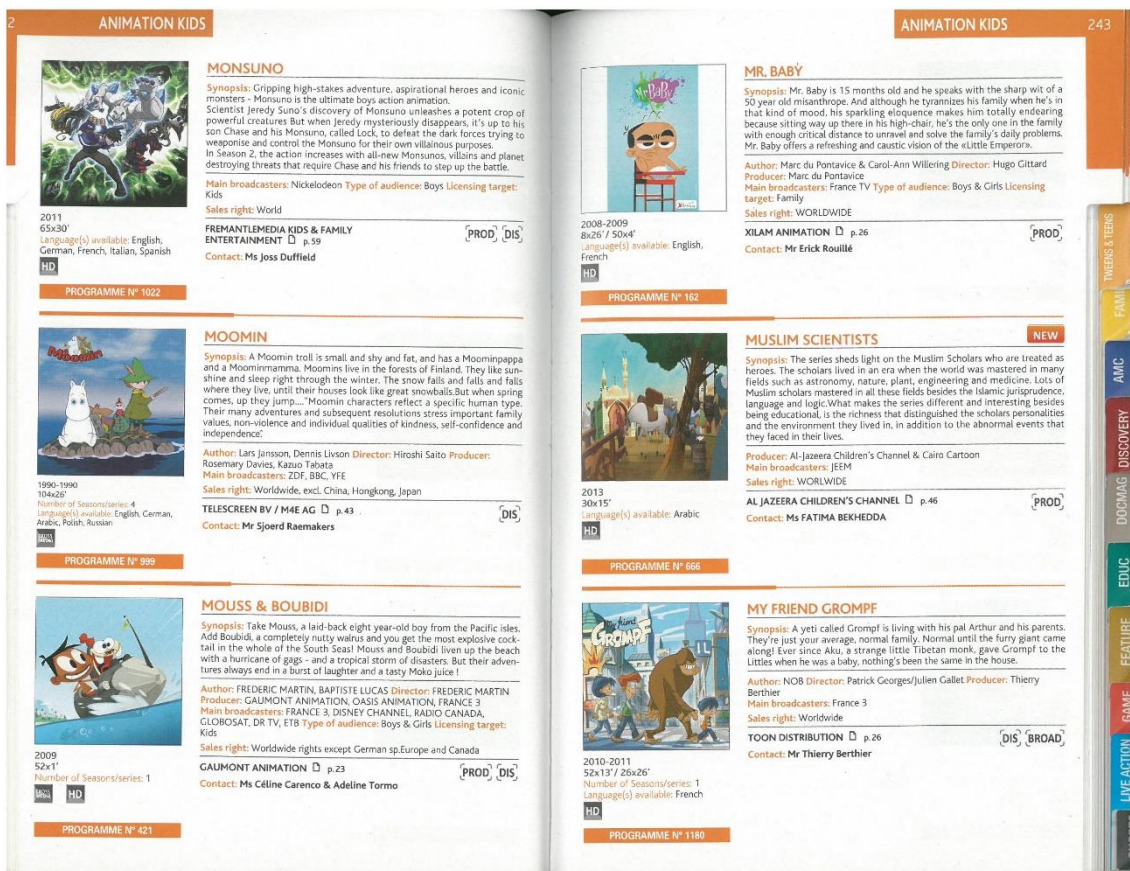 2
ANIMATION KIDS
MONSUNO
Synopsis: Gripping high-stakes adventure, aspirational heroes and iconic
monsters - Monsuno is the ultimate boys action animation.
Scientist Jeredy Suno's discovery of Monsuno unleashes a potent crop of
powerful creatures But when Jeredy mysteriously disappears, it's up to his
son Chase and his Monsuno, called Lock, to defeat the dark forces trying to
weaponise and control the Monsuno for their own villainous purposes.
In Season 2, the action increases with all-new Monsunos, villains and planet
destroying threats that require Chase and his friends to step up the battle.
Main broadcasters: Nickelodeon Type of audience: Boys Licensing target:
Kids
Sales right: World
FREMANTLEMEDIA KIDS & FAMILY
ENTERTAINMENT p.59
[PROD] [DIS]
Contact: Ms Joss Duffield
2011
65x30'
Language(s) available: English,
German, French, Italian, Spanish
HD
PROGRAMME N° 1022
Moomin
MOOMIN
Synopsis: A Moomin troll is small and shy and fat, and has a Moominpappa
and a Moominmamma. Moomins live in the forests of Finland. They like sun-
shine and sleep right through the winter. The snow falls and falls and falls
where they live, until their houses look like great snowballs.But when spring
comes, up they jump...."Moomin characters reflect a specific human type.
Their many adventures and subsequent resolutions stress important family
values, non-violence and individual qualities of kindness, self-confidence and
independence".
Author: Lars Jansson, Dennis Livson Director: Hiroshi Saito Producer:
Rosemary Davies, Kazuo Tabata
Main broadcasters: ZDF, BBC, YFE
Sales right: Worldwide, excl. China, Hongkong, Japan
TELESCREEN BV / M4E AG p.43
[DIS]
Contact: Mr Sjoerd Raemakers
1990-1990
104x26'
Number of Seasons/series: 4
Language(s) available: English, German,
Arabic, Polish, Russian
PROGRAMME N° 999
MOUSS & BOUBIDI
Synopsis: Take Mouss, a laid-back eight year-old boy from the Pacific isles.
Add Boubidi, a completely nutty walrus and you get the most explosive cock-
tail in the whole of the South Seas! Mouss and Boubidi liven up the beach
with a hurricane of gags - and a tropical storm of disasters. But their adven-
tures always end in a burst of laughter and a tasty Moko juice !
Author: FREDERIC MARTIN, BAPTISTE LUCAS Director: FREDERIC MARTIN
Producer: GAUMONT ANIMATION, OASIS ANIMATION, FRANCE 3
Main broadcasters: FRANCE 3, DISNEY CHANNEL, RADIO CANADA,
GLOBOSAT, DR TV, ETB Type of audience: Boys & Girls Licensing target:
Kids
Sales right: Worldwide rights except German sp.Europe and Canada
GAUMONT ANIMATION p.23
[PROD] [DIS]
Contact: Ms Céline Carenco & Adeline Tormo
2009
52x1'
Number of Seasons/series: 1
HD
PROGRAMME N° 421
ANIMATION KIDS
243
Mr Baby
MR. BABY
Synopsis: Mr. Baby is 15 months old and he speaks with the sharp wit of a
50 year old misanthrope. And although he tyrannizes his family when he's in
that kind of mood, his sparkling eloquence makes him totally endearing
because sitting way up there in his high-chair, he's the only one in the family
with enough critical distance to unravel and solve the family's daily problems.
Mr. Baby offers a refreshing and caustic vision of the «Little Emperor».
Author: Marc du Pontavice & Carol-Ann Willering Director: Hugo Gittard
Producer: Marc du Pontavice
Main broadcasters: France TV Type of audience: Boys & Girls Licensing
target: Family
Sales right: WORLDWIDE
XILAM ANIMATION p.26
[PROD]
Contact: Mr Erick Rouillé
2008-2009
8x26'/ 50x4'
Language(s) available: English,
French
HD
PROGRAMME N° 162
MUSLIM SCIENTISTS
NEW
Synopsis: The series sheds light on the Muslim Scholars who are treated as
heroes. The scholars lived in an era when the world was mastered in many
fields such as astronomy, nature, plant, engineering and medicine. Lots of
Muslim scholars mastered in all these fields besides the Islamic jurisprudence,
language and logic.What makes the series different and interesting besides
being educational, is the richness that distinguished the scholars personalities
and the environment they lived in, in addition to the abnormal events that
they faced in their lives.
Producer: Al-Jazeera Children's Channel & Cairo Cartoon
Main broadcasters: JEEM
Sales right: WORLWIDE
AL JAZEERA CHILDREN'S CHANNEL p.46
[PROD]
Contact: Ms FATIMA BEKHEDDA
2013
30x15'
Language(s) available: Arabic
HD
PROGRAMME N° 666
My friend
GROMPF
MY FRIEND GROMPF
Synopsis: A yeti called Grompf is living with his pal Arthur and his parents.
They're just your average, normal family. Normal until the furry giant came
along! Ever since Aku, a strange little Tibetan monk, gave Grompf to the
Littles when he was a baby, nothing's been the same in the house.
Author: NOB Director: Patrick Georges/Julien Gallet Producer: Thierry
Berthier
Main broadcasters: France 3
Sales right: Worldwide
TOON DISTRIBUTION p.26
[DIS] [BROAD]
Contact: Mr Thierry Berthier
2010-2011
52x13'/ 26x26'
Number of Seasons/series: 1
Language(s) available: French
HD
PROGRAMME N° 1180
TWEENS & TEENS
AMC
DISCOVERY
DOCMAG
EDUC
FEATURE
GAME
LIVE ACTION